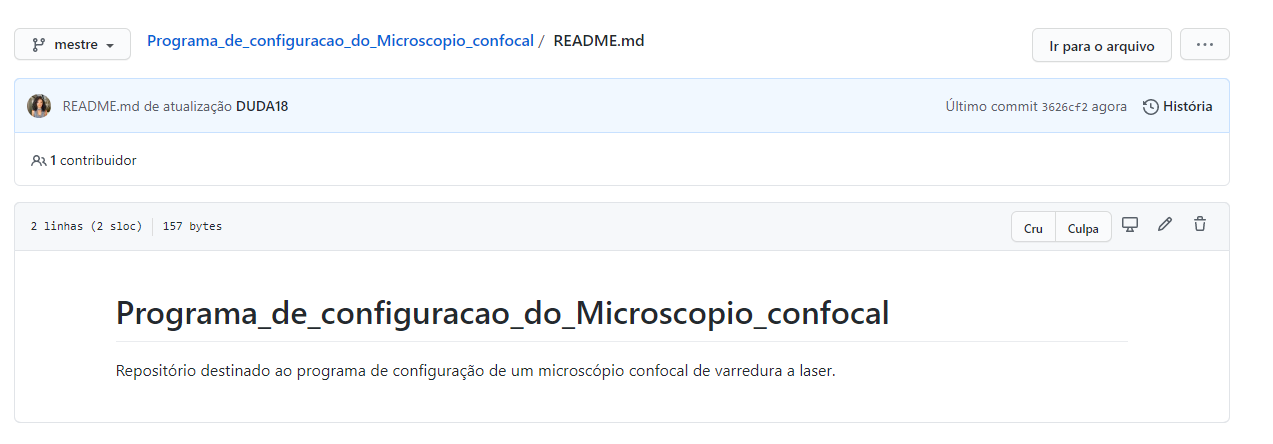 mestre
Programa_de_configuracao_do_Microscopio_confocal / README.md
Ir para o arquivo
...
README.md de atualização DUDA18
Último commit 3626cf2 agora
História
1 contribuidor
2 linhas (2 sloc)
157 bytes
Cru
Culpa
Programa_de_configuracao_do_Microscopio_confocal
Repositório destinado ao programa de configuração de um microscópio confocal de varredura a laser.